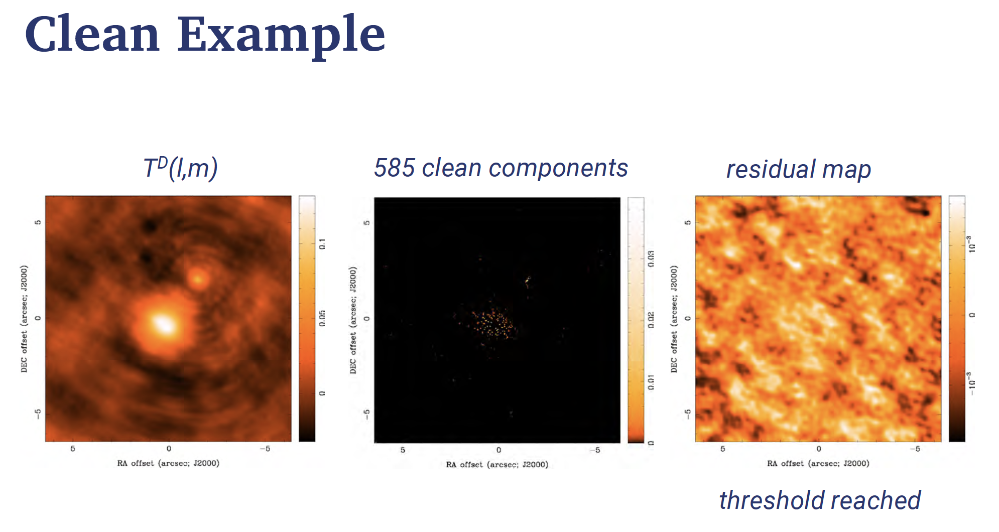 Clean Example
T^D(l,m)
585 clean components
residual map
DEC offset (arcsec; J2000)
5
0
−5
0.1
0.05
0
5 0 −5
RA offset (arcsec; J2000)
DEC offset (arcsec; J2000)
5
0
−5
0.03
0.02
0.01
0
5 0 −5
RA offset (arcsec; J2000)
DEC offset (arcsec; J2000)
5
0
−5
10^−3
0
−10^−3
5 0 −5
RA offset (arcsec; J2000)
threshold reached